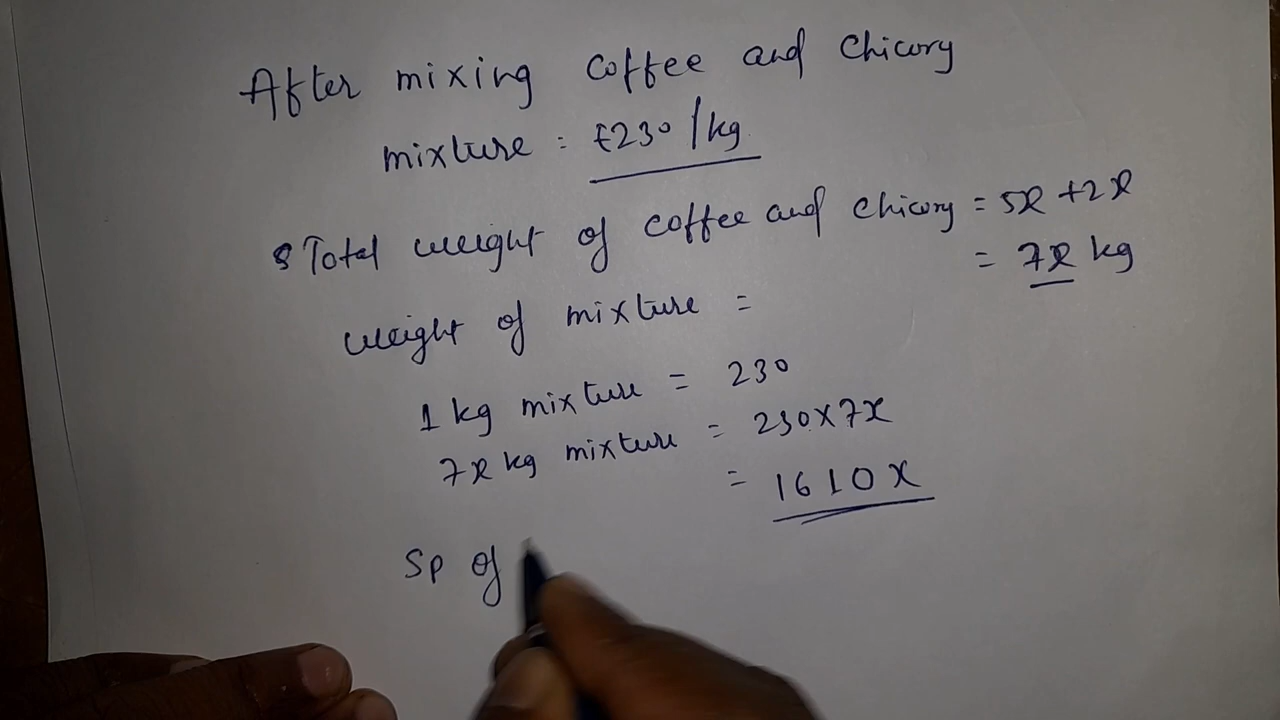 After mixing coffee and chicory
mixture = ₹230/kg
Total weight of coffee and chicory = 5x + 2x
= 7x kg
weight of mixture =
1 kg mixture = 230
7x kg mixture = 230 x 7x
= 1610x
SP of